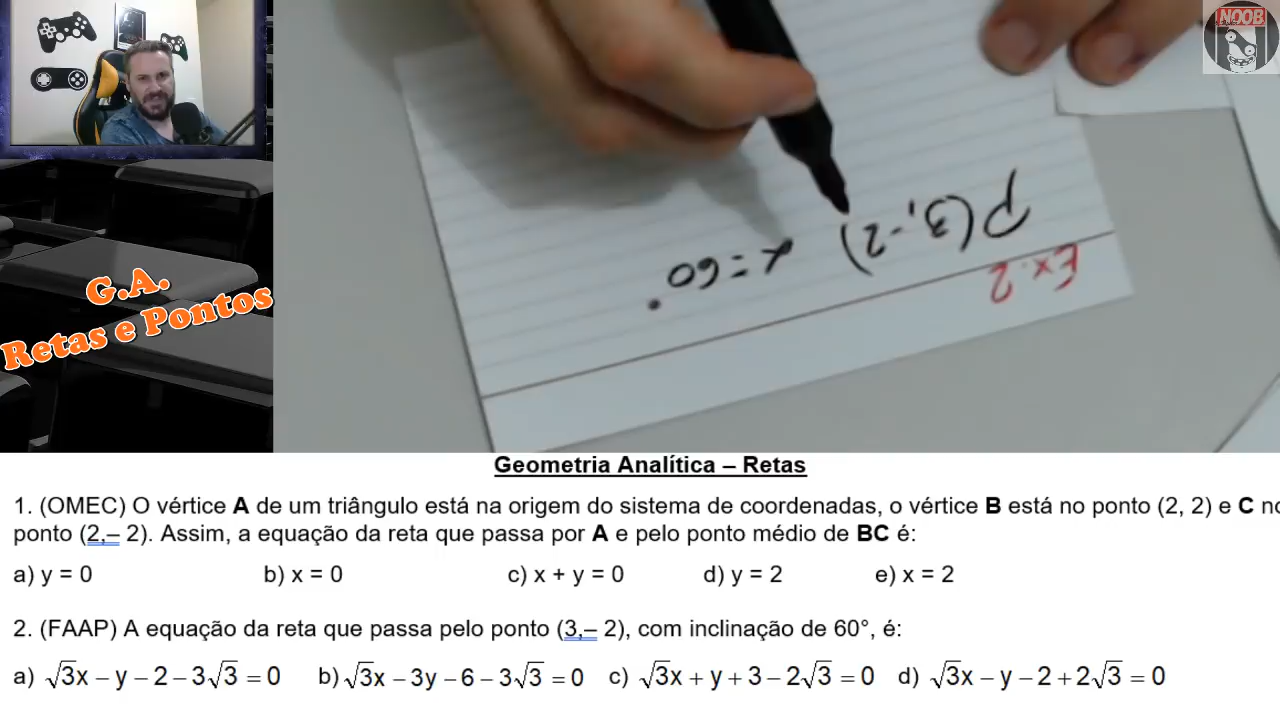 NOOB
G.A.
Retas e Pontos
Ex. 2
P(3,-2) α = 60°
Geometria Analítica – Retas
1. (OMEC) O vértice A de um triângulo está na origem do sistema de coordenadas, o vértice B está no ponto (2, 2) e C no
ponto (2,– 2). Assim, a equação da reta que passa por A e pelo ponto médio de BC é:
a) y = 0 b) x = 0 c) x + y = 0 d) y = 2 e) x = 2
2. (FAAP) A equação da reta que passa pelo ponto (3,– 2), com inclinação de 60°, é:
a) √3x − y − 2 − 3√3 = 0 b) √3x − 3y − 6 − 3√3 = 0 c) √3x + y + 3 − 2√3 = 0 d) √3x − y − 2 + 2√3 = 0